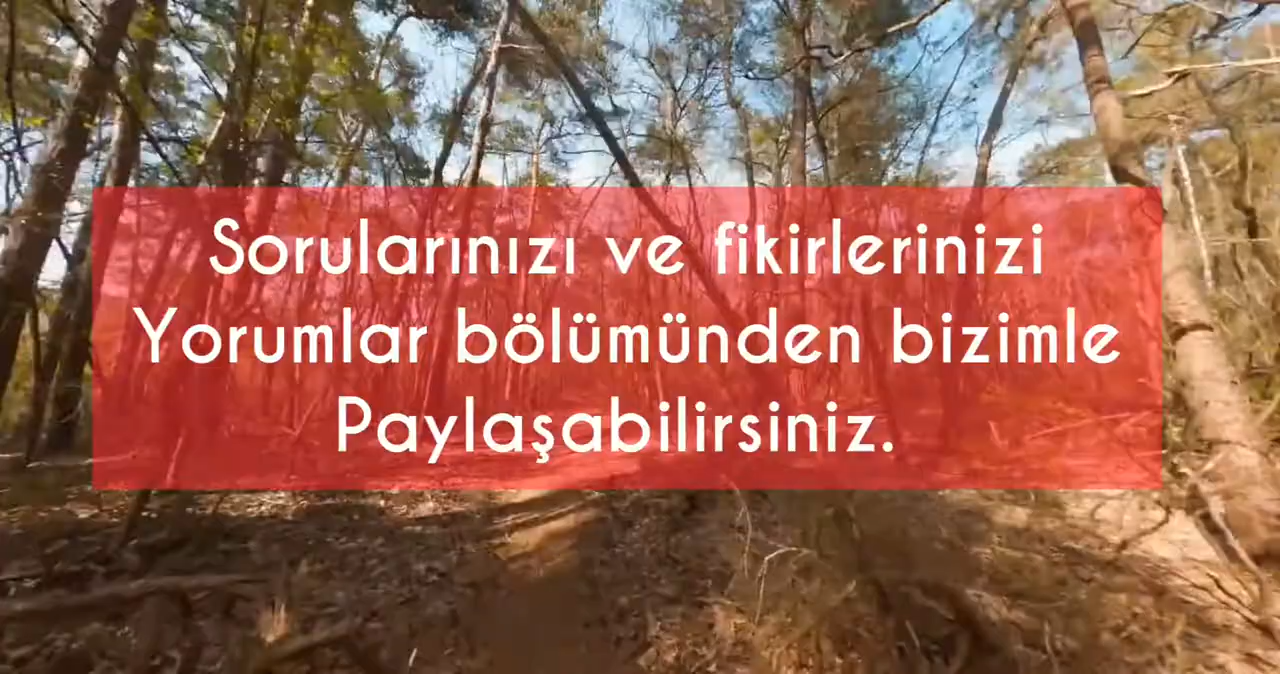 Sorularınızı ve fikirlerinizi
Yorumlar bölümünden bizimle
Paylaşabilirsiniz.